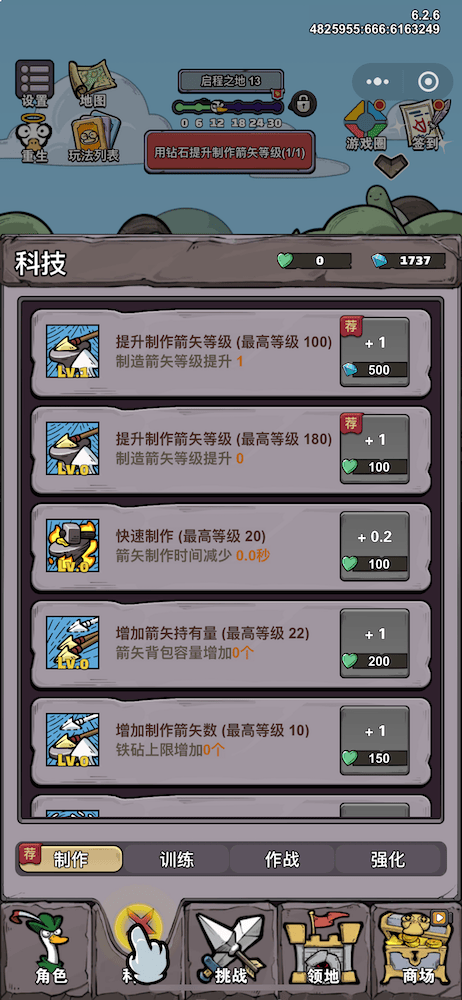 6.2.6
4825955:666:6163249
设置
地图
启程之地 13
0 6 12 18 24 30
重生
玩法列表
用钻石提升制作箭矢等级(1/1)
游戏圈
签到
科技
0
1737
提升制作箭矢等级 (最高等级 100)
制造箭矢等级提升 1
LV.1
荐
+ 1
500
提升制作箭矢等级 (最高等级 180)
制造箭矢等级提升 0
LV.0
荐
+ 1
100
快速制作 (最高等级 20)
箭矢制作时间减少 0.0秒
LV.0
+ 0.2
100
增加箭矢持有量 (最高等级 22)
箭矢背包容量增加0个
LV.0
+ 1
200
增加制作箭矢数 (最高等级 10)
铁砧上限增加0个
LV.0
+ 1
150
荐
制作
训练
作战
强化
角色
科
挑战
领地
商场